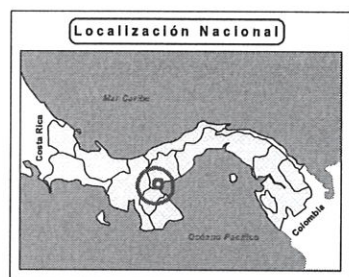 Localización Nacional
Mar Caribe
Costa Rica
Océano Pacífico
Colombia